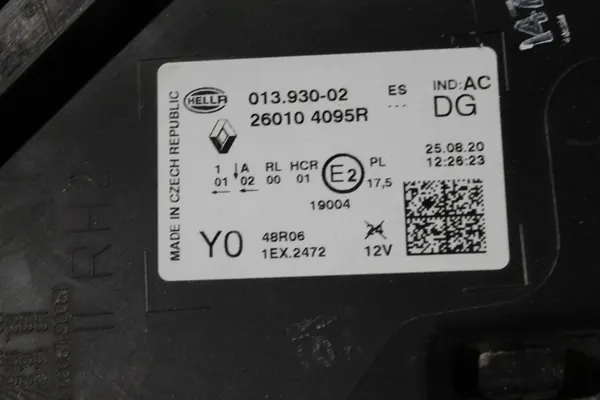 MADE IN CZECH REPUBLIC
HELLA
013.930-02
ES
---
IND:AC
DG
26010 4095R
25.08.20
12:26:23
1 A RL HCR PL
01 02 00 01 E2 17,5
19004
Y0
48R06
1EX.2472
24
12V
RH2